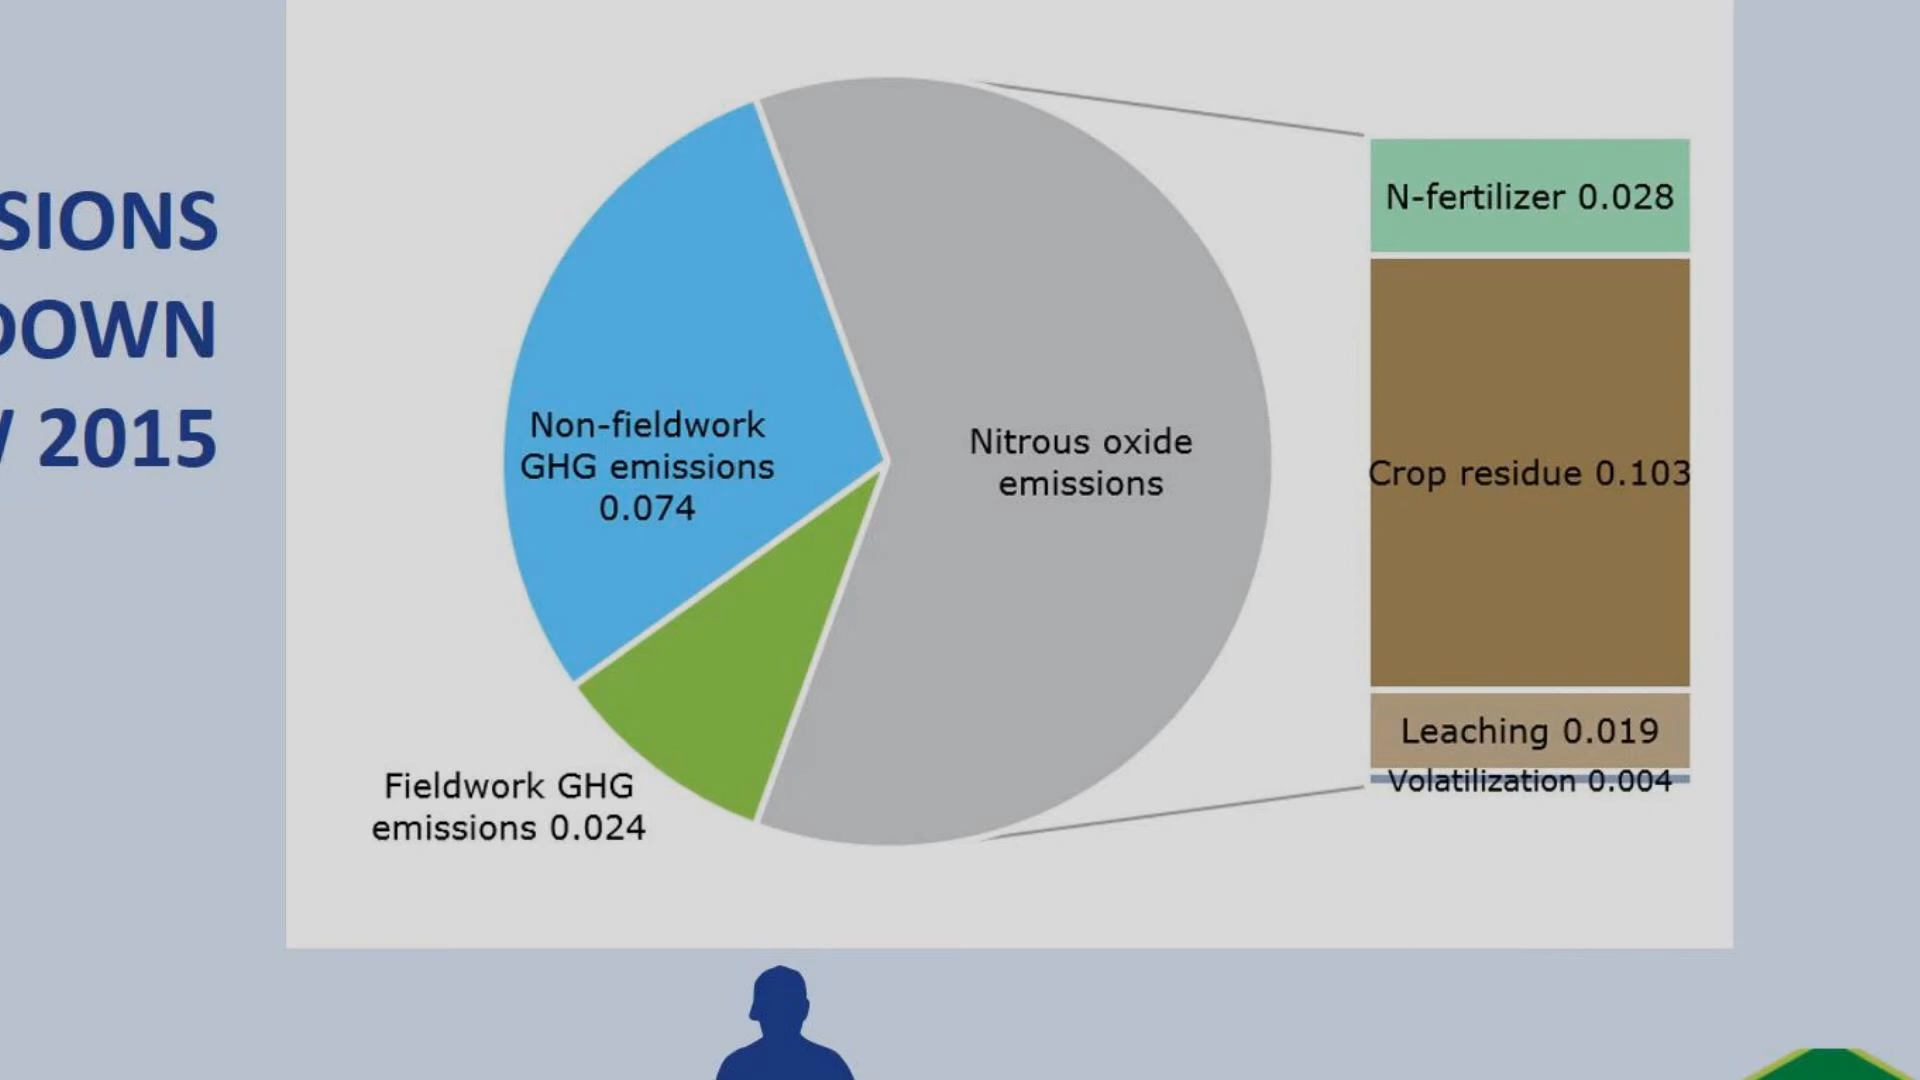 SIONS
DOWN
2015
Non-fieldwork
GHG emissions
0.074
Nitrous oxide
emissions
Fieldwork GHG
emissions 0.024
N-fertilizer 0.028
Crop residue 0.103
Leaching 0.019
Volatilization 0.004